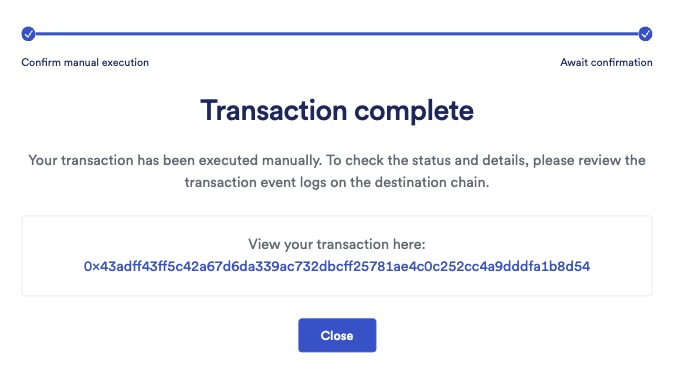 Confirm manual execution
Await confirmation
Transaction complete
Your transaction has been executed manually. To check the status and details, please review the
transaction event logs on the destination chain.
View your transaction here:
0x43adff43ff5c42a67d6da339ac732dbcff25781ae4c0c252cc4a9dddfa1b8d54
Close